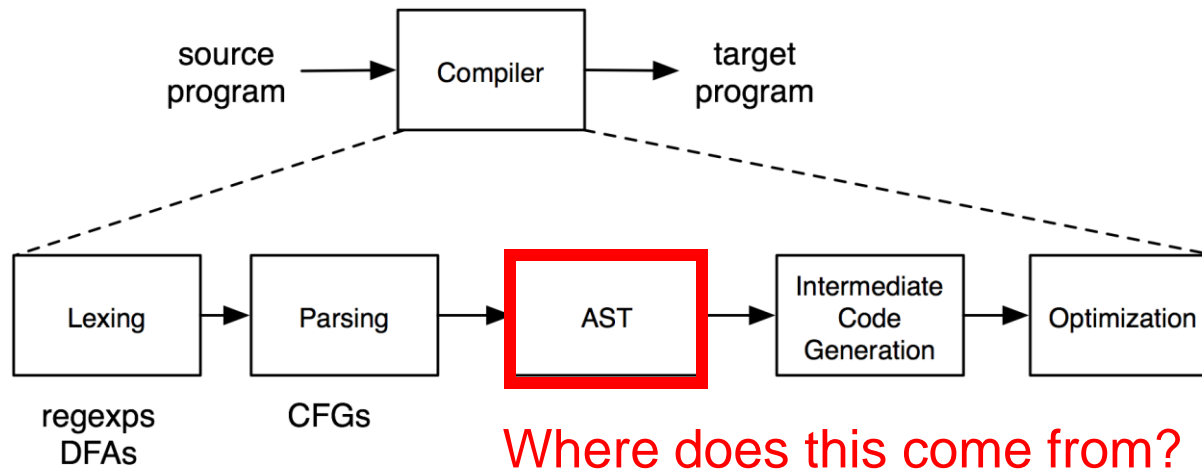 source
program
Compiler
target
program
Lexing
Parsing
AST
Intermediate
Code
Generation
Optimization
regexps
DFAs
CFGs
Where does this come from?